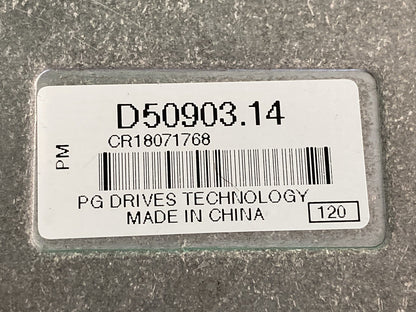 D50903.14
CR18071768
PM
PG DRIVES TECHNOLOGY
MADE IN CHINA
120